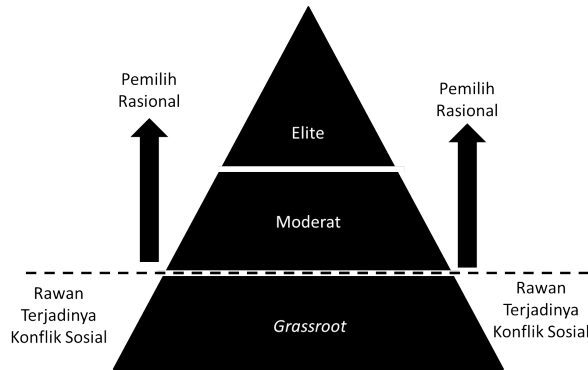 Pemilih
Rasional
Pemilih
Rasional
Elite
Moderat
Rawan
Terjadinya
Konflik Sosial
Grassroot
Rawan
Terjadinya
Konflik Sosial